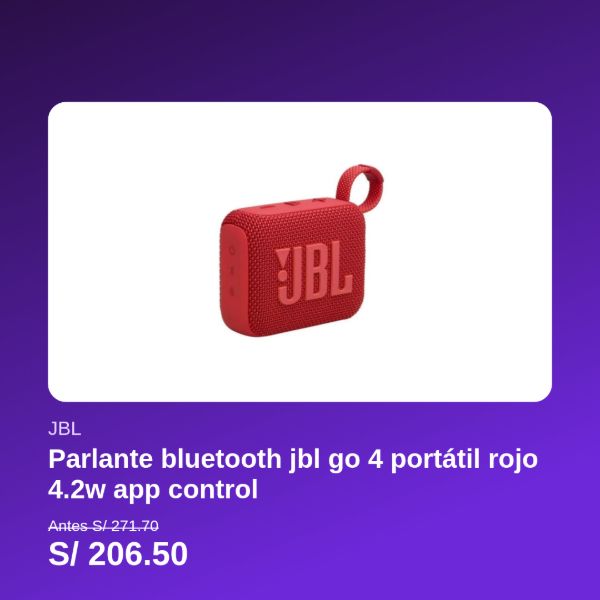 JBL
JBL
Parlante bluetooth jbl go 4 portátil rojo
4.2w app control
Antes S/ 271.70
S/ 206.50